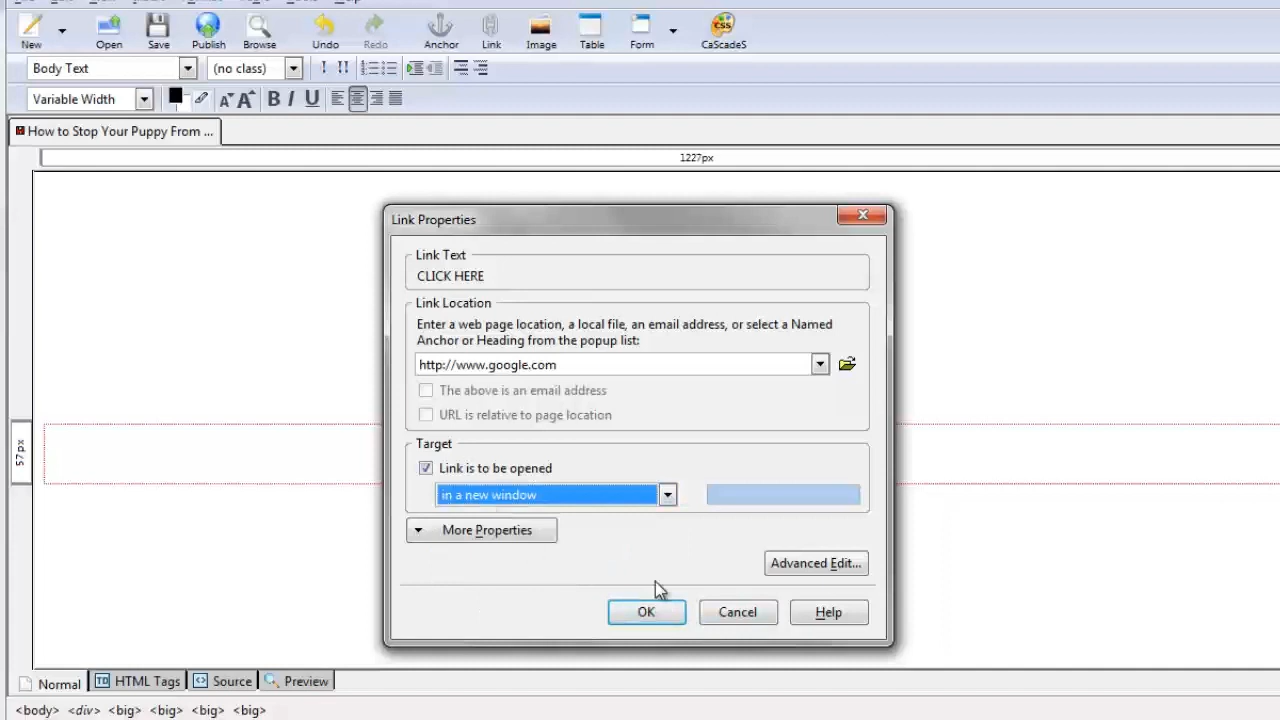 New Open Save Publish Browse Undo Redo Anchor Link Image Table Form CaScadeS
Body Text (no class)
Variable Width B I U
How to Stop Your Puppy From ...
1227px
Link Properties
Link Text
CLICK HERE
Link Location
Enter a web page location, a local file, an email address, or select a Named
Anchor or Heading from the popup list:
http://www.google.com
The above is an email address
URL is relative to page location
57px
Target
Link is to be opened
in a new window
More Properties
Advanced Edit...
OK Cancel Help
Normal HTML Tags Source Preview
<body> <div> <big> <big> <big> <big>